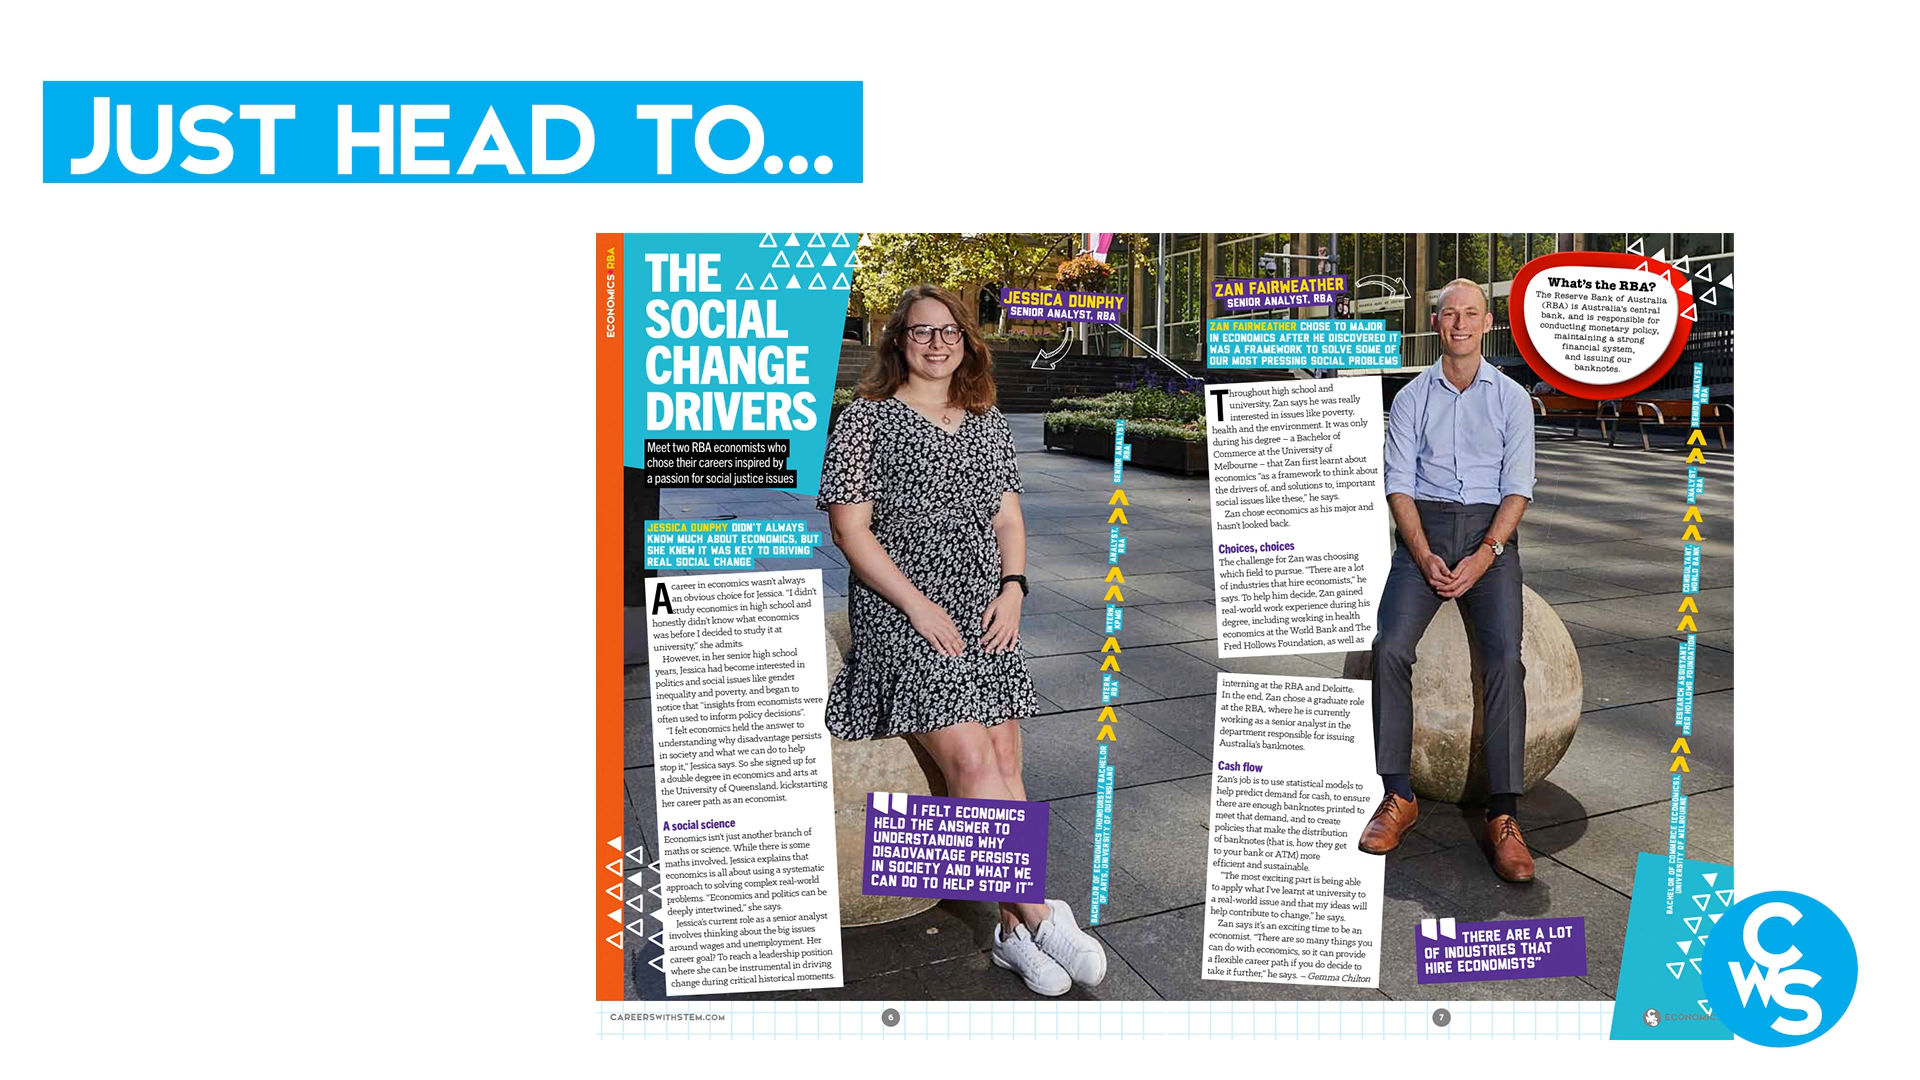 JUST HEAD TO...
ECONOMICS RBA
THE
SOCIAL
CHANGE
DRIVERS
Meet two RBA economists who
chose their careers inspired by
a passion for social justice issues
JESSICA DUNPHY DIDN'T ALWAYS
KNOW MUCH ABOUT ECONOMICS, BUT
SHE KNEW IT WAS KEY TO DRIVING
REAL SOCIAL CHANGE
A career in economics wasn't always
an obvious choice for Jessica. "I didn't
study economics in high school and
honestly didn't know what economics
was before I decided to study it at
university," she admits.
However, in her senior high school
years, Jessica had become interested in
politics and social issues like gender
inequality and poverty, and began to
notice that "insights from economists were
often used to inform policy decisions".
"I felt economics held the answer to
understanding why disadvantage persists
in society and what we can do to help
stop it," Jessica says. So she signed up for
a double degree in economics and arts at
the University of Queensland, kickstarting
her career path as an economist.
A social science
Economics isn't just another branch of
maths or science. While there is some
maths involved, Jessica explains that
economics is all about using a systematic
approach to solving complex real-world
problems. "Economics and politics can be
deeply intertwined," she says.
Jessica's current role as a senior analyst
involves thinking about the big issues
around wages and unemployment. Her
career goal? To reach a leadership position
where she can be instrumental in driving
change during critical historical moments.
JESSICA DUNPHY
SENIOR ANALYST, RBA
"I FELT ECONOMICS
HELD THE ANSWER TO
UNDERSTANDING WHY
DISADVANTAGE PERSISTS
IN SOCIETY AND WHAT WE
CAN DO TO HELP STOP IT"
BACHELOR OF ECONOMICS (HONOURS) / BACHELOR
OF ARTS, UNIVERSITY OF QUEENSLAND
INTERN,
RBA
INTERN,
KPMG
ANALYST,
RBA
SENIOR ANALYST,
RBA
ZAN FAIRWEATHER
SENIOR ANALYST, RBA
ZAN FAIRWEATHER CHOSE TO MAJOR
IN ECONOMICS AFTER HE DISCOVERED IT
WAS A FRAMEWORK TO SOLVE SOME OF
OUR MOST PRESSING SOCIAL PROBLEMS
Throughout high school and
university, Zan says he was really
interested in issues like poverty,
health and the environment. It was only
during his degree – a Bachelor of
Commerce at the University of
Melbourne – that Zan first learnt about
economics "as a framework to think about
the drivers of, and solutions to, important
social issues like these," he says.
Zan chose economics as his major and
hasn't looked back.
Choices, choices
The challenge for Zan was choosing
which field to pursue. "There are a lot
of industries that hire economists," he
says. To help him decide, Zan gained
real-world work experience during his
degree, including working in health
economics at the World Bank and The
Fred Hollows Foundation, as well as
interning at the RBA and Deloitte.
In the end, Zan chose a graduate role
at the RBA, where he is currently
working as a senior analyst in the
department responsible for issuing
Australia's banknotes.
Cash flow
Zan's job is to use statistical models to
help predict demand for cash, to ensure
there are enough banknotes printed to
meet that demand, and to create
policies that make the distribution
of banknotes (that is, how they get
to your bank or ATM) more
efficient and sustainable.
"The most exciting part is being able
to apply what I've learnt at university to
a real-world issue and that my ideas will
help contribute to change," he says.
Zan says it's an exciting time to be an
economist. "There are so many things you
can do with economics, so it can provide
a flexible career path if you do decide to
take it further," he says. – Gemma Chilton
What's the RBA?
The Reserve Bank of Australia
(RBA) is Australia's central
bank, and is responsible for
conducting monetary policy,
maintaining a strong
financial system,
and issuing our
banknotes.
"THERE ARE A LOT
OF INDUSTRIES THAT
HIRE ECONOMISTS"
BACHELOR OF COMMERCE (ECONOMICS),
UNIVERSITY OF MELBOURNE
RESEARCH ASSISTANT,
FRED HOLLOWS FOUNDATION
CONSULTANT,
WORLD BANK
ANALYST,
RBA
SENIOR ANALYST,
RBA
CAREERSWITHSTEM.COM
6
7
CWS